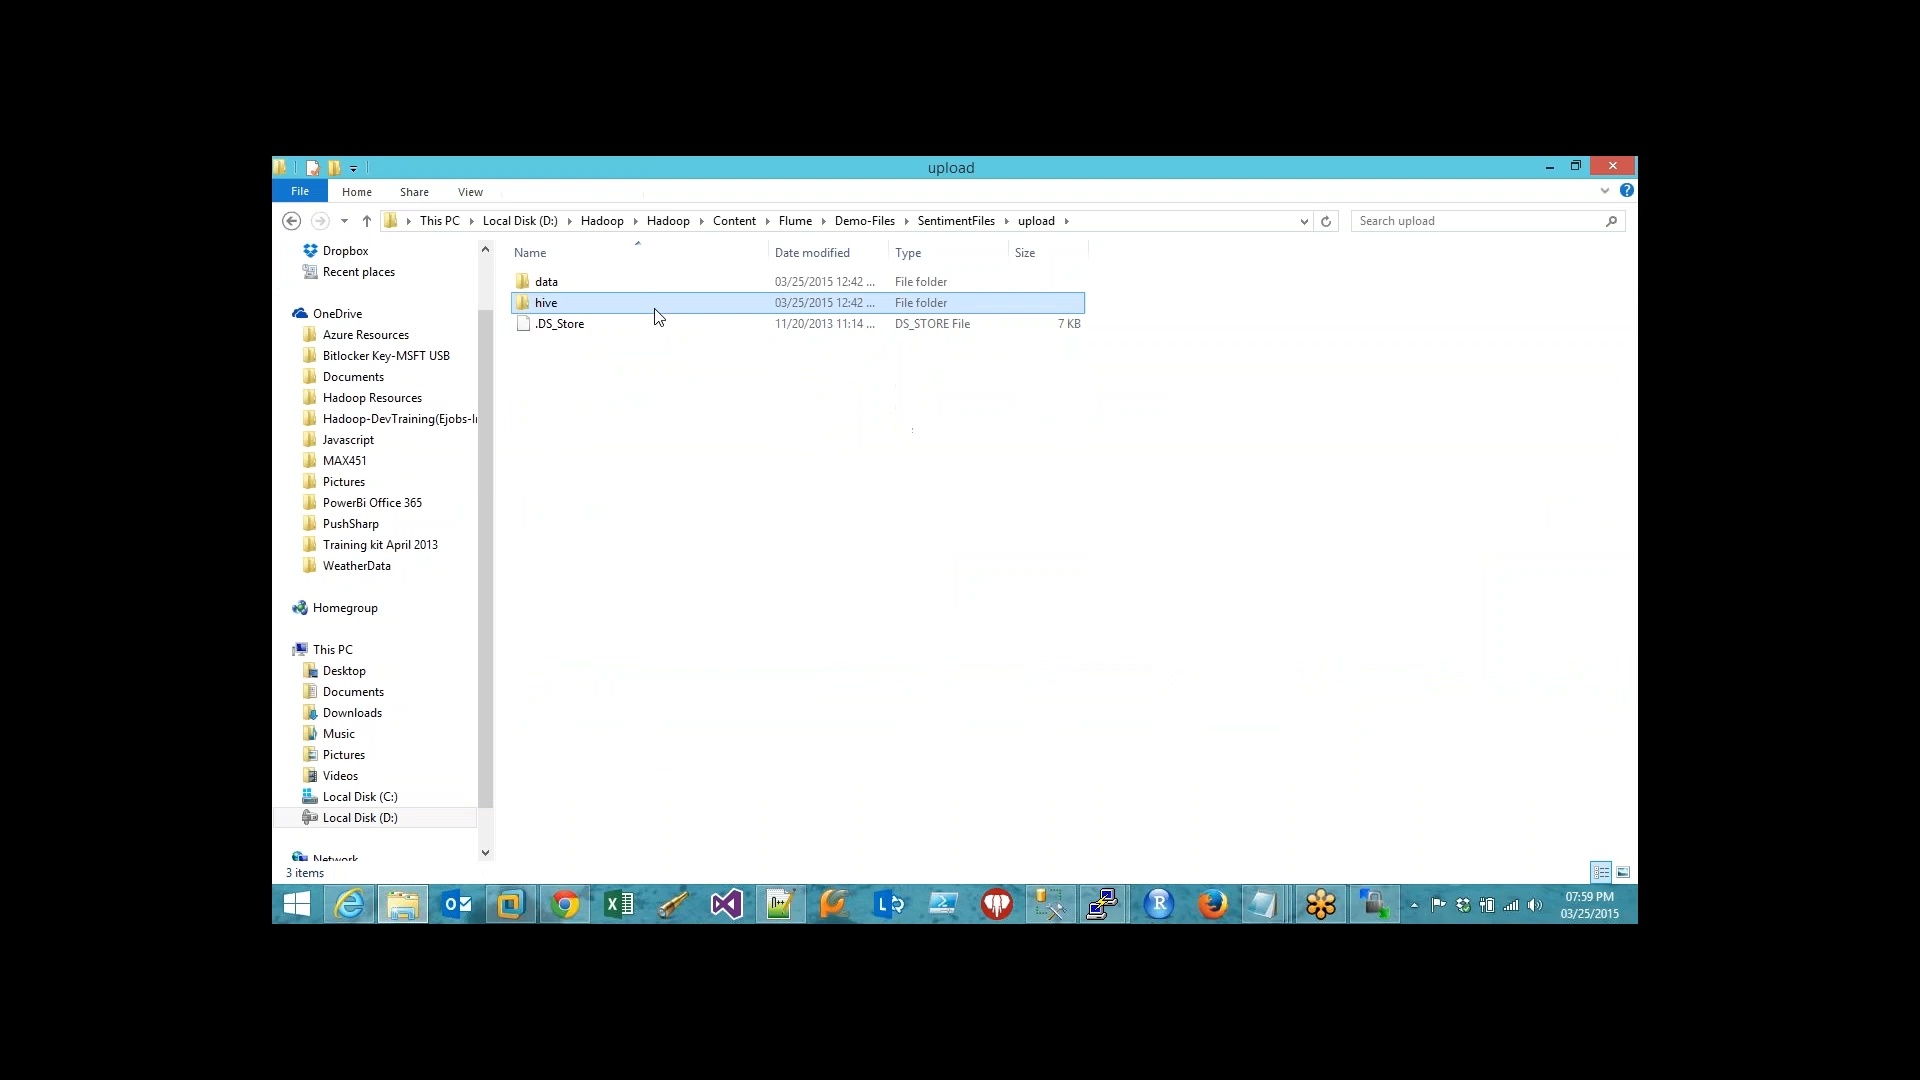 upload
File Home Share View
This PC Local Disk (D:) Hadoop Hadoop Content Flume Demo-Files SentimentFiles upload
Search upload
Name Date modified Type Size
data 03/25/2015 12:42 ... File folder
hive 03/25/2015 12:42 ... File folder
.DS_Store 11/20/2013 11:14 ... DS_STORE File 7 KB
Dropbox
Recent places
OneDrive
Azure Resources
Bitlocker Key-MSFT USB
Documents
Hadoop Resources
Hadoop-DevTraining(Ejobs-I
Javascript
MAX451
Pictures
PowerBi Office 365
PushSharp
Training kit April 2013
WeatherData
Homegroup
This PC
Desktop
Documents
Downloads
Music
Pictures
Videos
Local Disk (C:)
Local Disk (D:)
Network
3 items
07:59 PM
03/25/2015